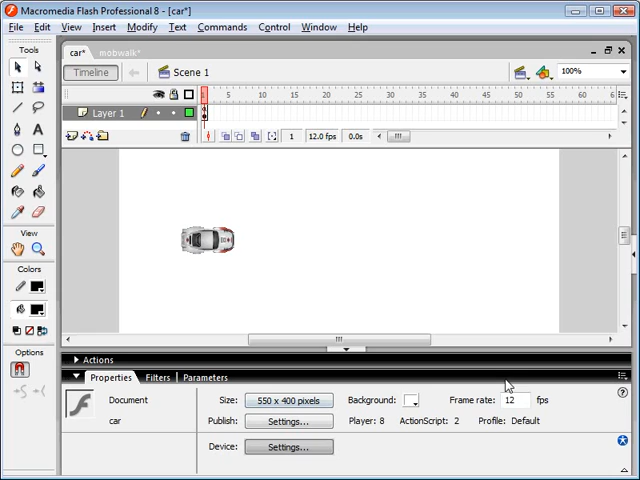 Macromedia Flash Professional 8 - [car*]
File Edit View Insert Modify Text Commands Control Window Help
Tools
car* mobwalk*
Timeline Scene 1 100%
1 5 10 15 20 25 30 35 40 45 50 55 60 6
Layer 1
1 12.0 fps 0.0s
View
Colors
Options
Actions
Properties Filters Parameters
Document Size: 550 x 400 pixels Background: Frame rate: 12 fps
car Publish: Settings... Player: 8 ActionScript: 2 Profile: Default
Device: Settings...